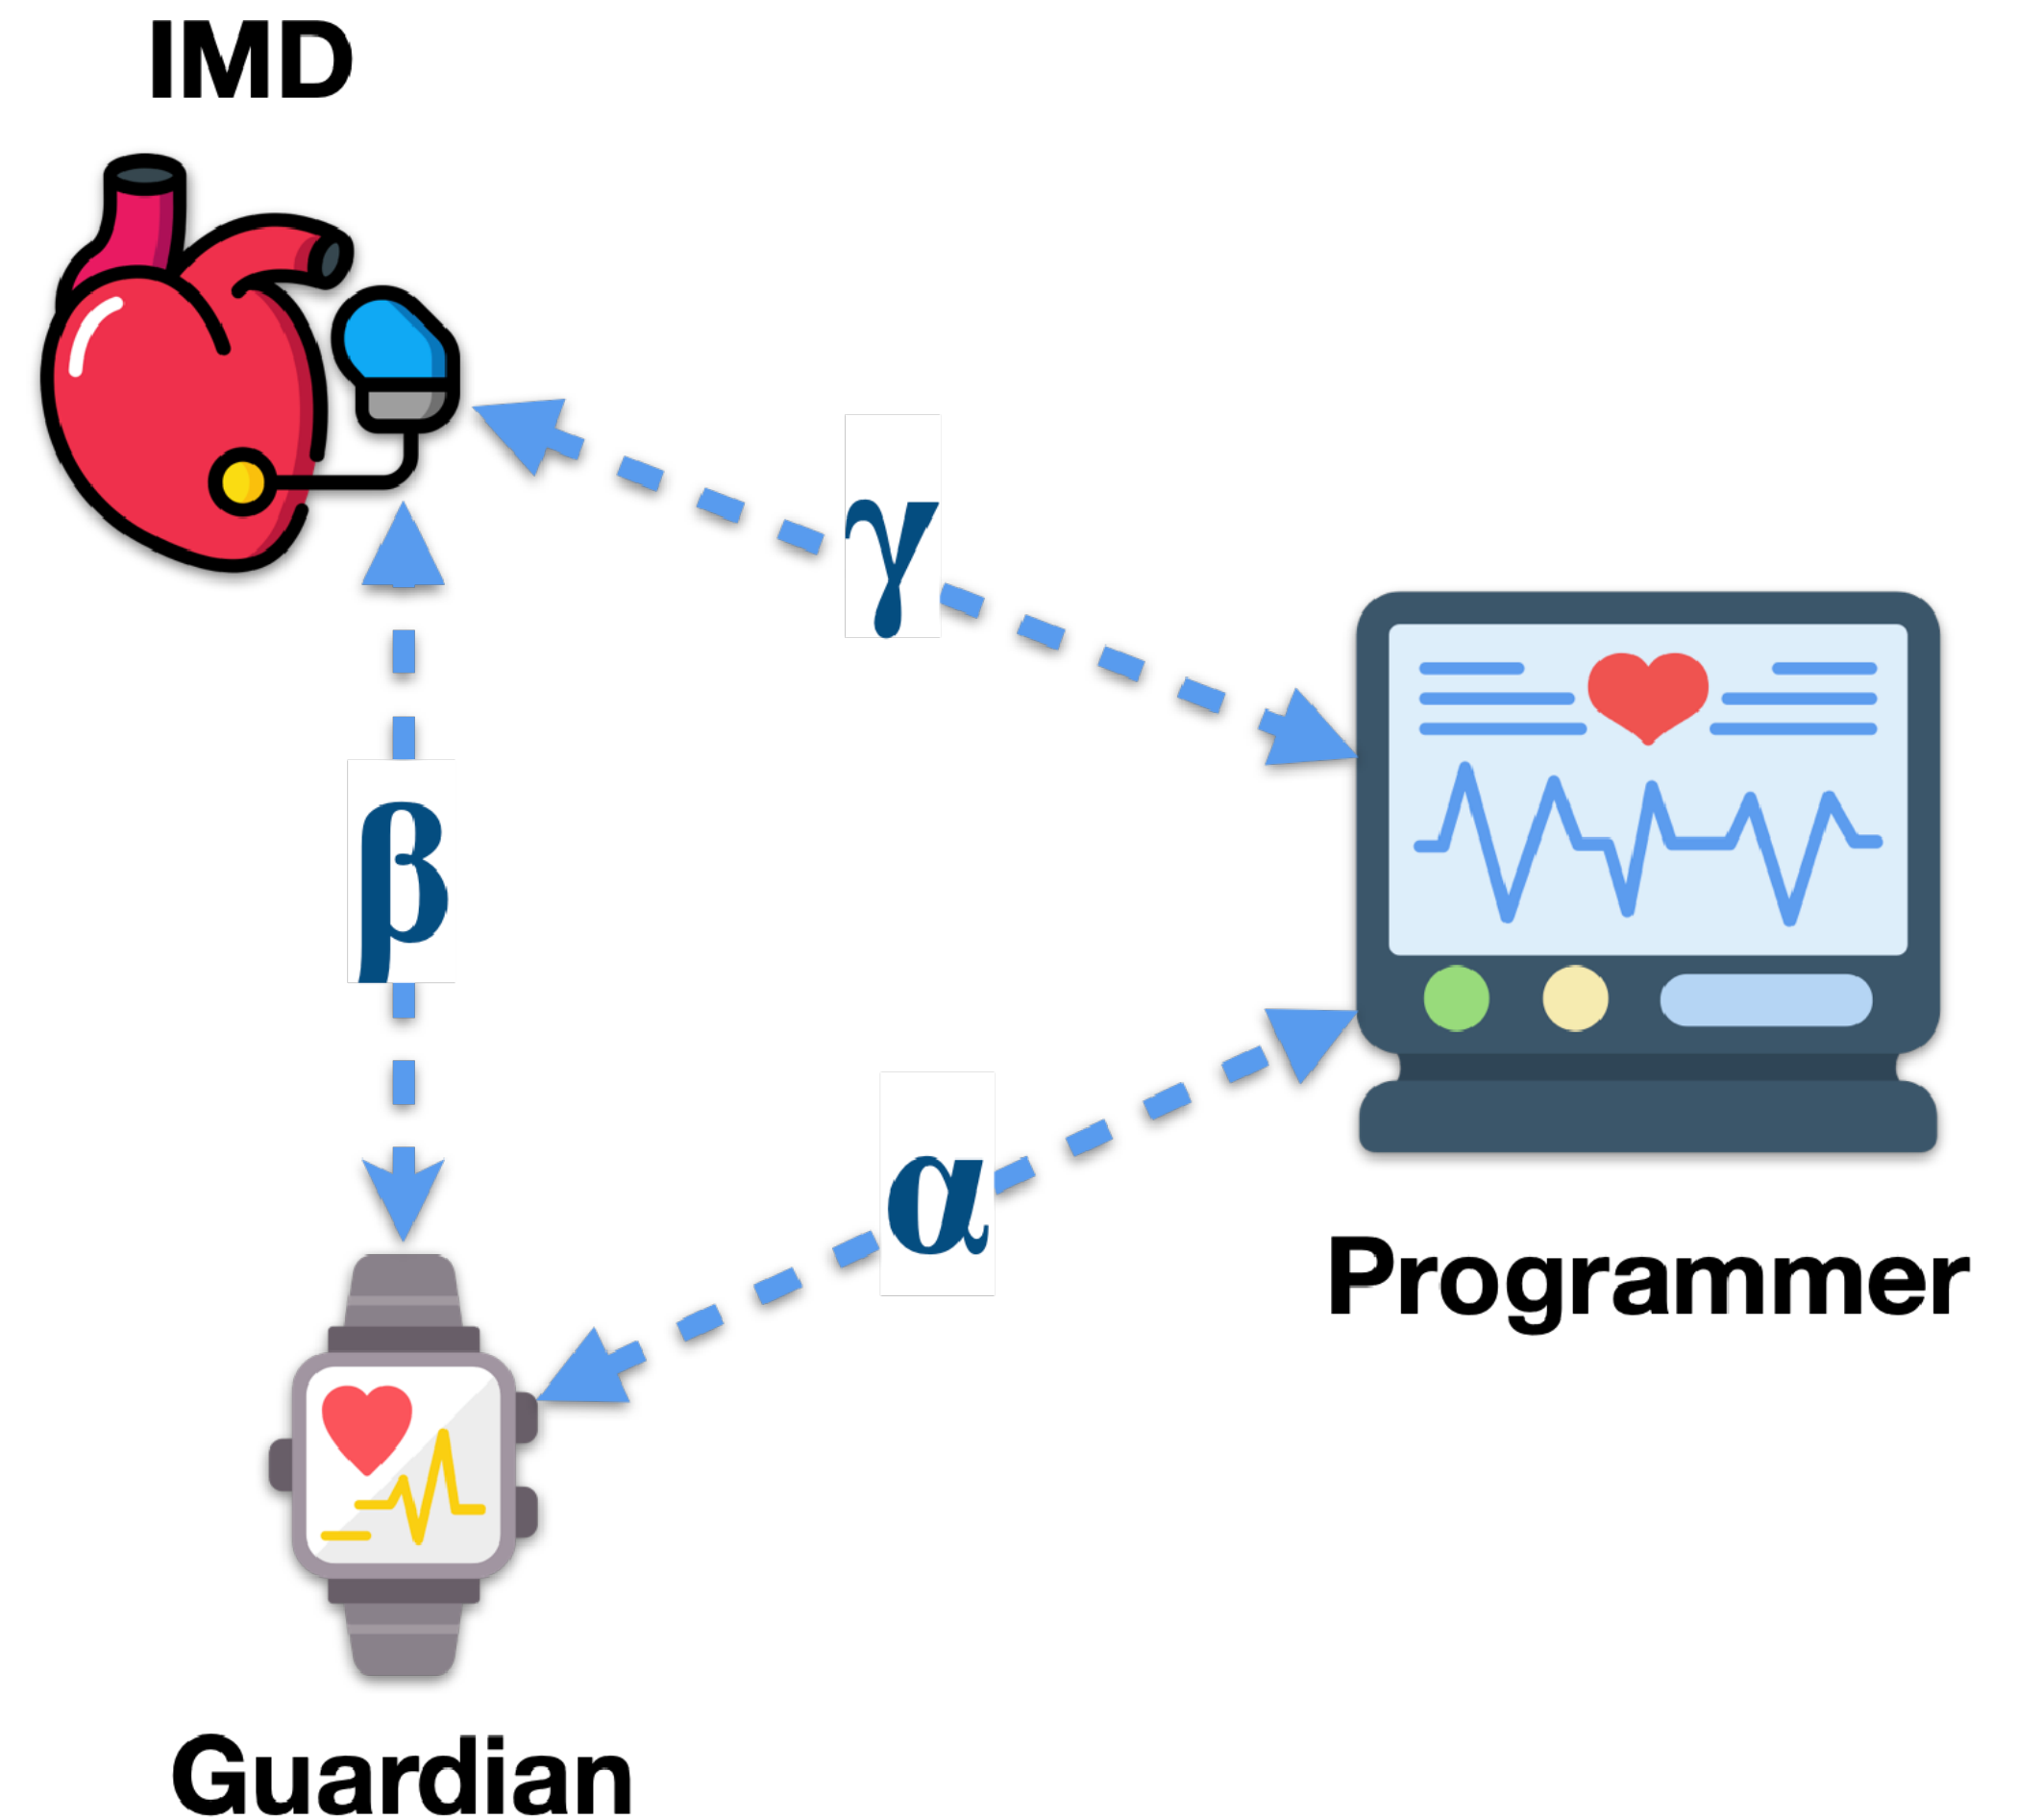 IMD
γ
β
α
Programmer
Guardian